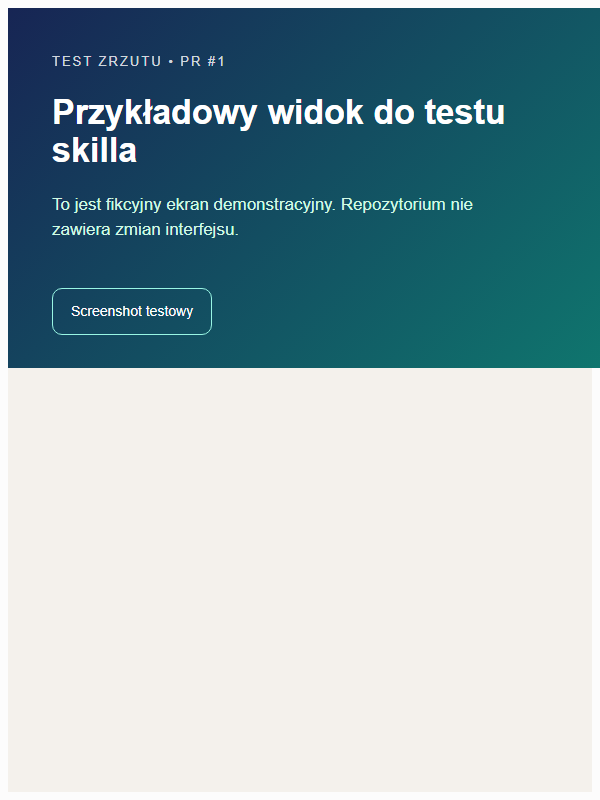 TEST ZRZUTU • PR #1
Przykładowy widok do testu
skilla
To jest fikcyjny ekran demonstracyjny. Repozytorium nie
zawiera zmian interfejsu.
Screenshot testowy